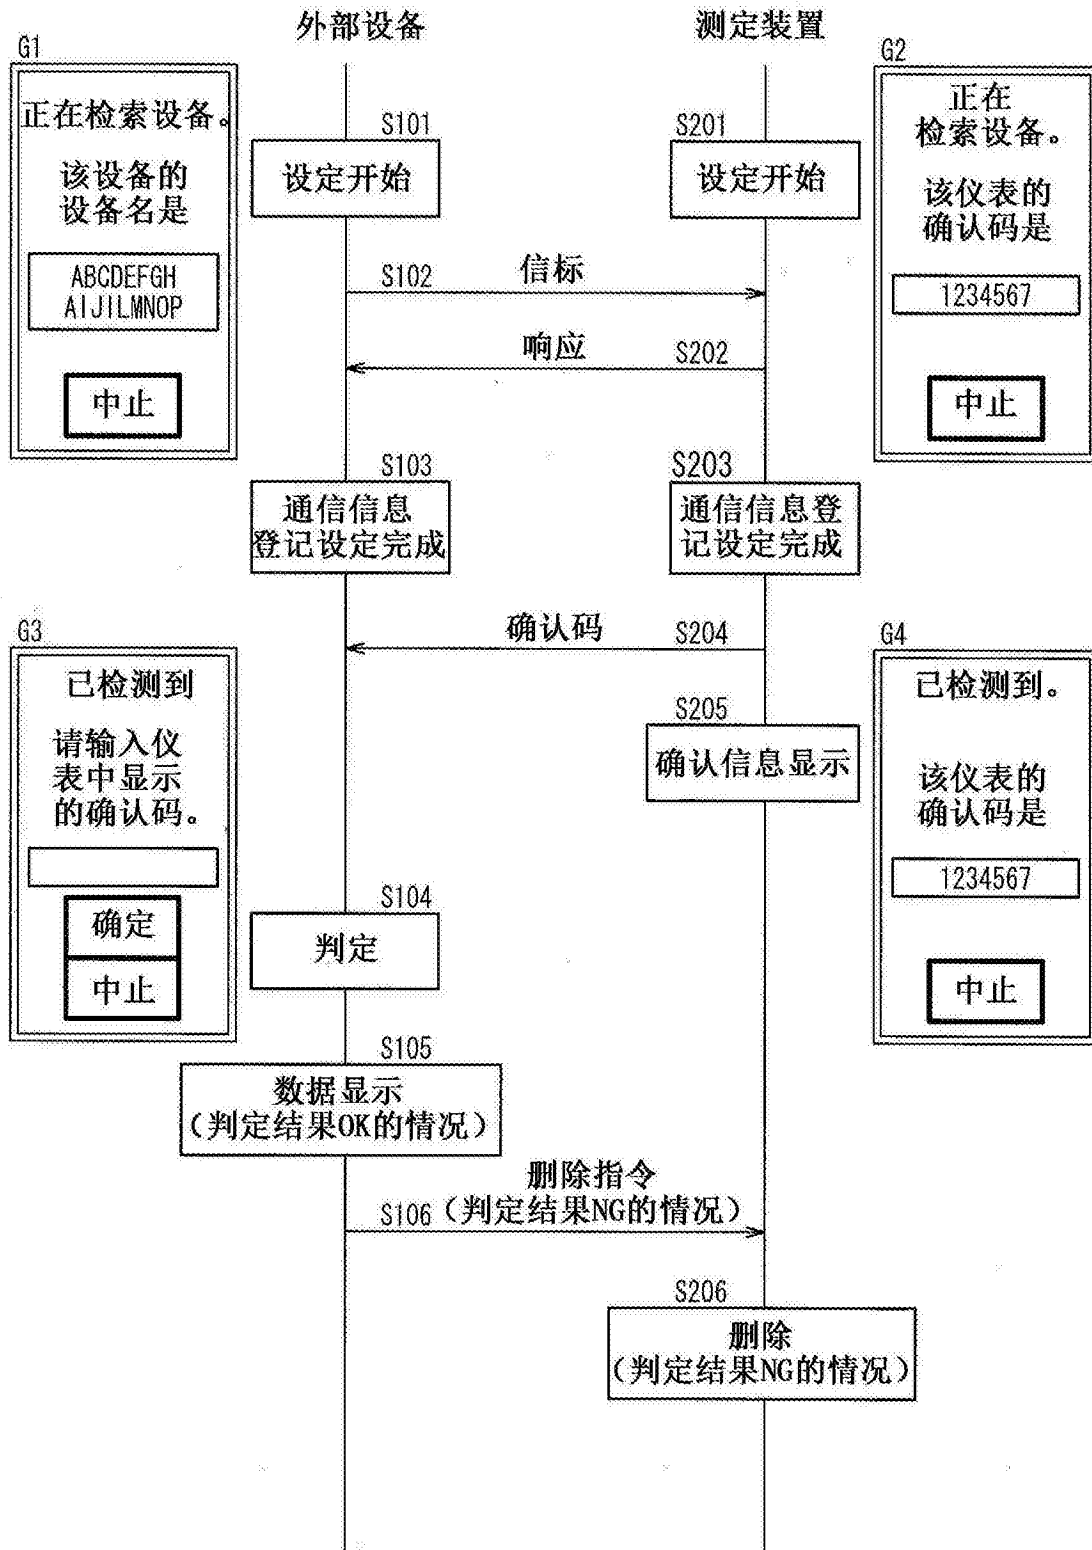 外部设备
测定装置
G1
正在检索设备。
该设备的
设备名是
ABCDEFGH
AIJILMNOP
中止
G2
正在
检索设备。
该仪表的
确认码是
1234567
中止
S101
设定开始
S201
设定开始
S102
信标
响应
S202
S103
通信信息
登记设定完成
S203
通信信息登
记设定完成
确认码
S204
G3
已检测到
请输入仪
表中显示
的确认码。
确定
中止
G4
已检测到。
该仪表的
确认码是
1234567
中止
S205
确认信息显示
S104
判定
S105
数据显示
(判定结果OK的情况)
删除指令
S106
(判定结果NG的情况)
S206
删除
(判定结果NG的情况)